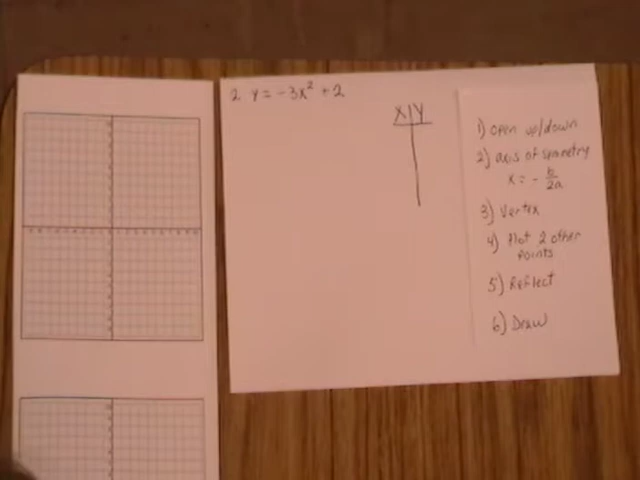 2 y = -3x² + 2
X | Y
1) open up/down
2) axis of symmetry
x = - b/2a
3) Vertex
4) Plot 2 other
points
5) Reflect
6) Draw